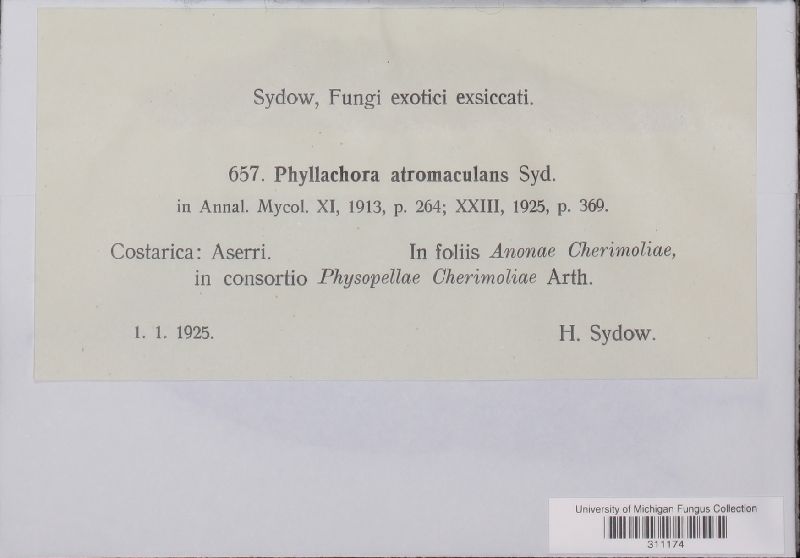 Sydow, Fungi exotici exsiccati.
657. Phyllachora atromaculans Syd.
in Annal. Mycol. XI, 1913, p. 264; XXIII, 1925, p. 369.
Costarica: Aserri. In foliis Anonae Cherimoliae,
in consortio Physopellae Cherimoliae Arth.
1. 1. 1925. H. Sydow.
University of Michigan Fungus Collection
311174